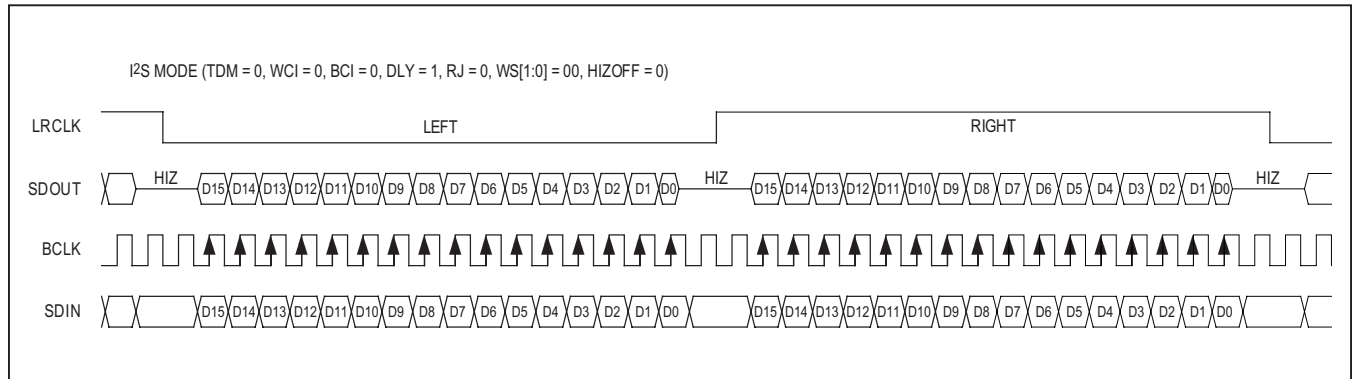 I2S MODE (TDM = 0, WCI = 0, BCI = 0, DLY = 1, RJ = 0, WS[1:0] = 00, HIZOFF = 0)
LRCLK LEFT RIGHT
SDOUT HIZ D15 D14 D13 D12 D11 D10 D9 D8 D7 D6 D5 D4 D3 D2 D1 D0 HIZ D15 D14 D13 D12 D11 D10 D9 D8 D7 D6 D5 D4 D3 D2 D1 D0 HIZ
BCLK
SDIN D15 D14 D13 D12 D11 D10 D9 D8 D7 D6 D5 D4 D3 D2 D1 D0 D15 D14 D13 D12 D11 D10 D9 D8 D7 D6 D5 D4 D3 D2 D1 D0